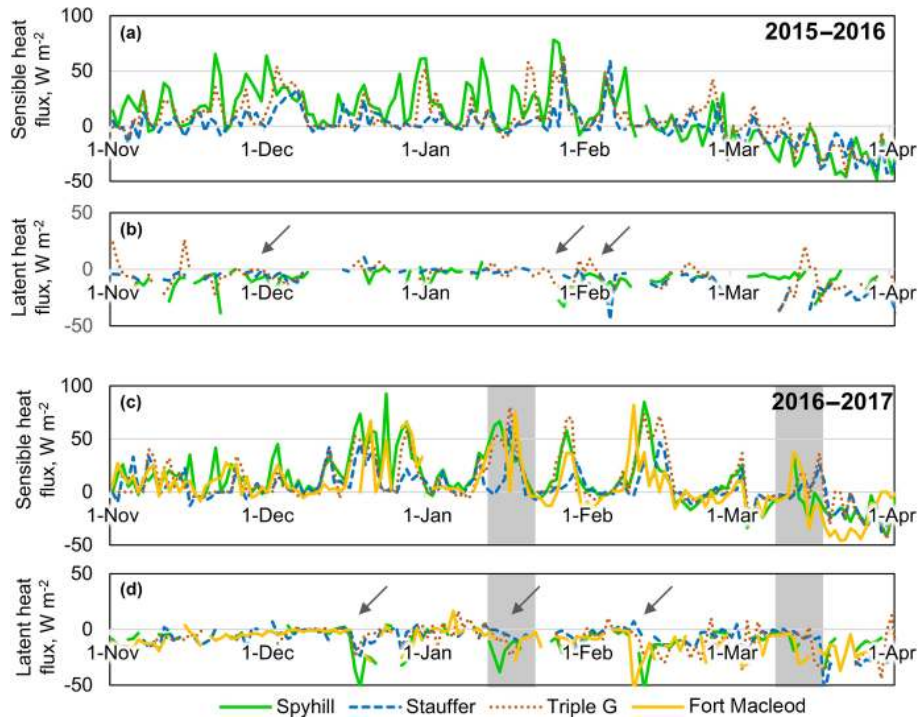 Sensible heat
flux, W m-2
(a)
2015–2016
100
50
0
-50
1-Nov 1-Dec 1-Jan 1-Feb 1-Mar 1-Apr
Latent heat
flux, W m-2
(b)
50
0
-50
1-Nov 1-Dec 1-Jan 1-Feb 1-Mar 1-Apr
Sensible heat
flux, W m-2
(c)
2016–2017
100
50
0
-50
1-Nov 1-Dec 1-Jan 1-Feb 1-Mar 1-Apr
Latent heat
flux, W m-2
(d)
50
0
-50
1-Nov 1-Dec 1-Jan 1-Feb 1-Mar 1-Apr
Spyhill Stauffer Triple G Fort Macleod